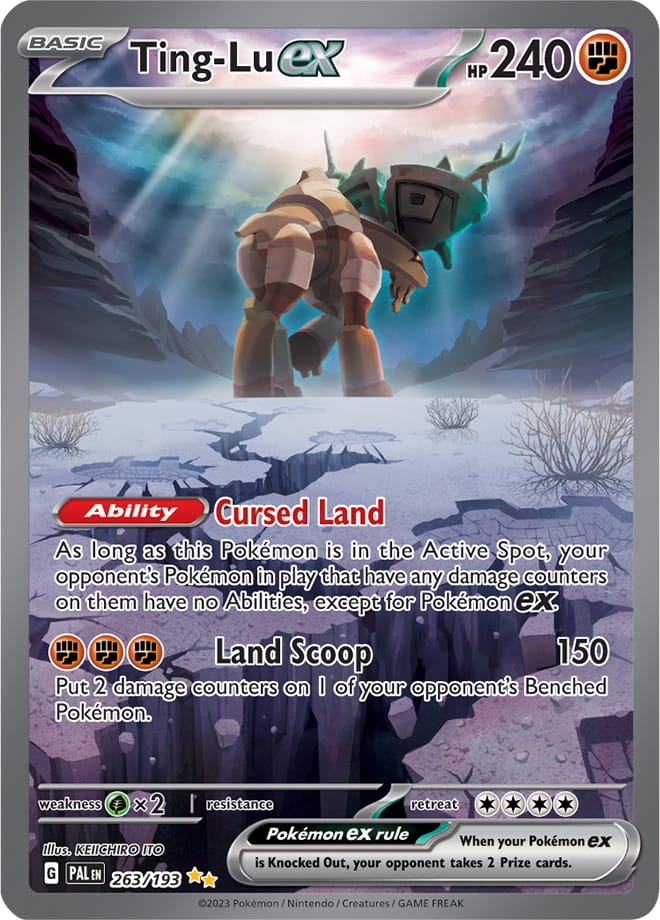 BASIC
Ting-Lu ex
HP 240
Ability Cursed Land
As long as this Pokémon is in the Active Spot, your
opponent's Pokémon in play that have any damage counters
on them have no Abilities, except for Pokémon ex.
Land Scoop 150
Put 2 damage counters on 1 of your opponent's Benched
Pokémon.
weakness ×2 resistance retreat
Illus. KEIICHIRO ITO
Pokémon ex rule When your Pokémon ex
is Knocked Out, your opponent takes 2 Prize cards.
G PAL EN 263/193
©2023 Pokémon / Nintendo / Creatures / GAME FREAK